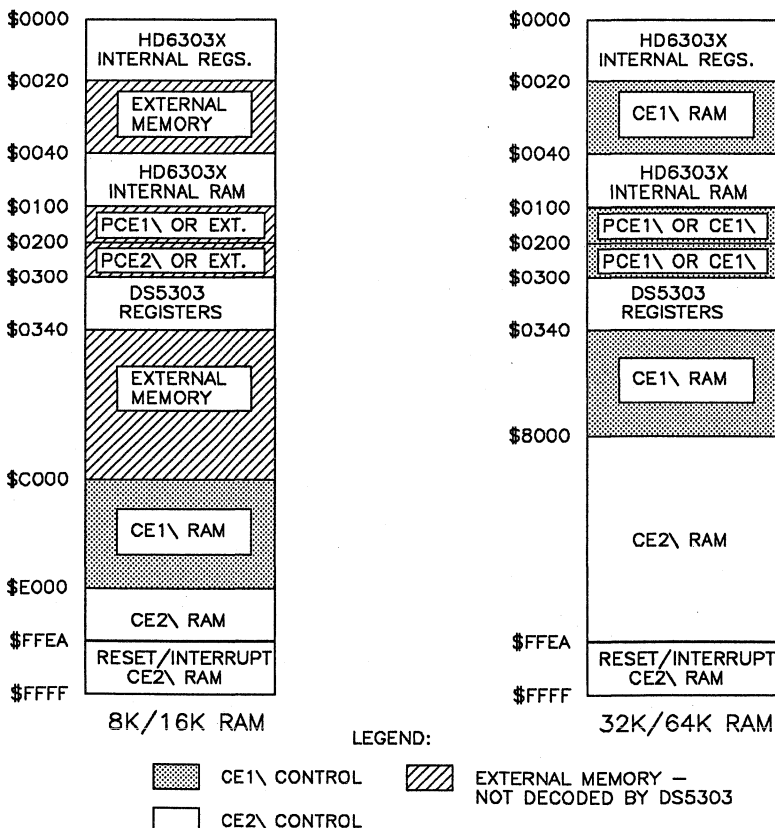 $0000
HD6303X
INTERNAL REGS.
$0020
EXTERNAL
MEMORY
$0040
HD6303X
INTERNAL RAM
$0100
PCE1\ OR EXT.
$0200
PCE2\ OR EXT.
$0300
DS5303
REGISTERS
$0340
EXTERNAL
MEMORY
$C000
CE1\ RAM
$E000
CE2\ RAM
$FFEA
RESET/INTERRUPT
CE2\ RAM
$FFFF
8K/16K RAM
$0000
HD6303X
INTERNAL REGS.
$0020
CE1\ RAM
$0040
HD6303X
INTERNAL RAM
$0100
PCE1\ OR CE1\
$0200
PCE1\ OR CE1\
$0300
DS5303
REGISTERS
$0340
CE1\ RAM
$8000
CE2\ RAM
$FFEA
RESET/INTERRUPT
CE2\ RAM
$FFFF
32K/64K RAM
LEGEND:
CE1\ CONTROL
EXTERNAL MEMORY –
NOT DECODED BY DS5303
CE2\ CONTROL